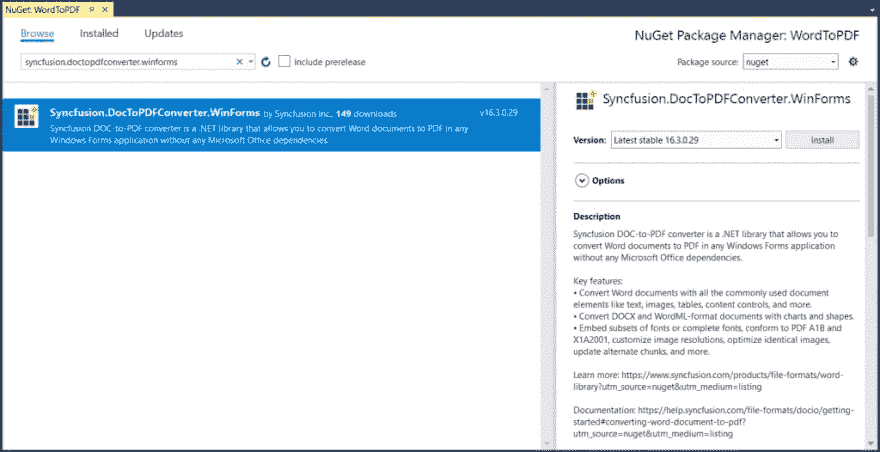 NuGet: WordToPDF
Browse Installed Updates
NuGet Package Manager: WordToPDF
syncfusion.doctopdfconverter.winforms
Include prerelease
Package source: nuget
Syncfusion.DocToPDFConverter.WinForms by Syncfusion Inc., 149 downloads
v16.3.0.29
Syncfusion DOC-to-PDF converter is a .NET library that allows you to convert Word documents to PDF in any
Windows Forms application without any Microsoft Office dependencies.
Syncfusion.DocToPDFConverter.WinForms
Version: Latest stable 16.3.0.29
Install
Options
Description
Syncfusion DOC-to-PDF converter is a .NET library that allows you to
convert Word documents to PDF in any Windows Forms application
without any Microsoft Office dependencies.
Key features:
• Convert Word documents with all the commonly used document
elements like text, images, tables, content controls, and more.
• Convert DOCX and WordML-format documents with charts and shapes.
• Embed subsets of fonts or complete fonts, conform to PDF A1B and
X1A2001, customize image resolutions, optimize identical images,
update alternate chunks, and more.
Learn more: https://www.syncfusion.com/products/file-formats/word-
library?utm_source=nuget&utm_medium=listing
Documentation: https://help.syncfusion.com/file-formats/docio/getting-
started#converting-word-document-to-pdf?
utm_source=nuget&utm_medium=listing